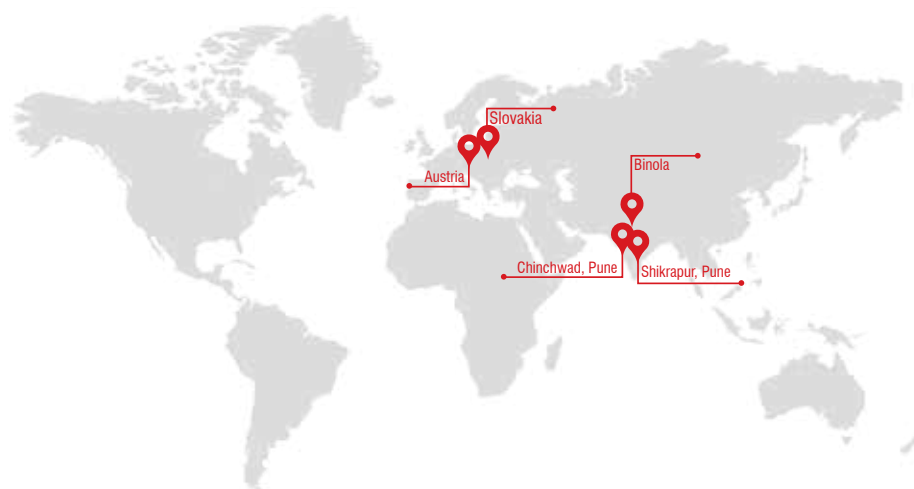 Slovakia
Austria
Binola
Chinchwad, Pune
Shikrapur, Pune